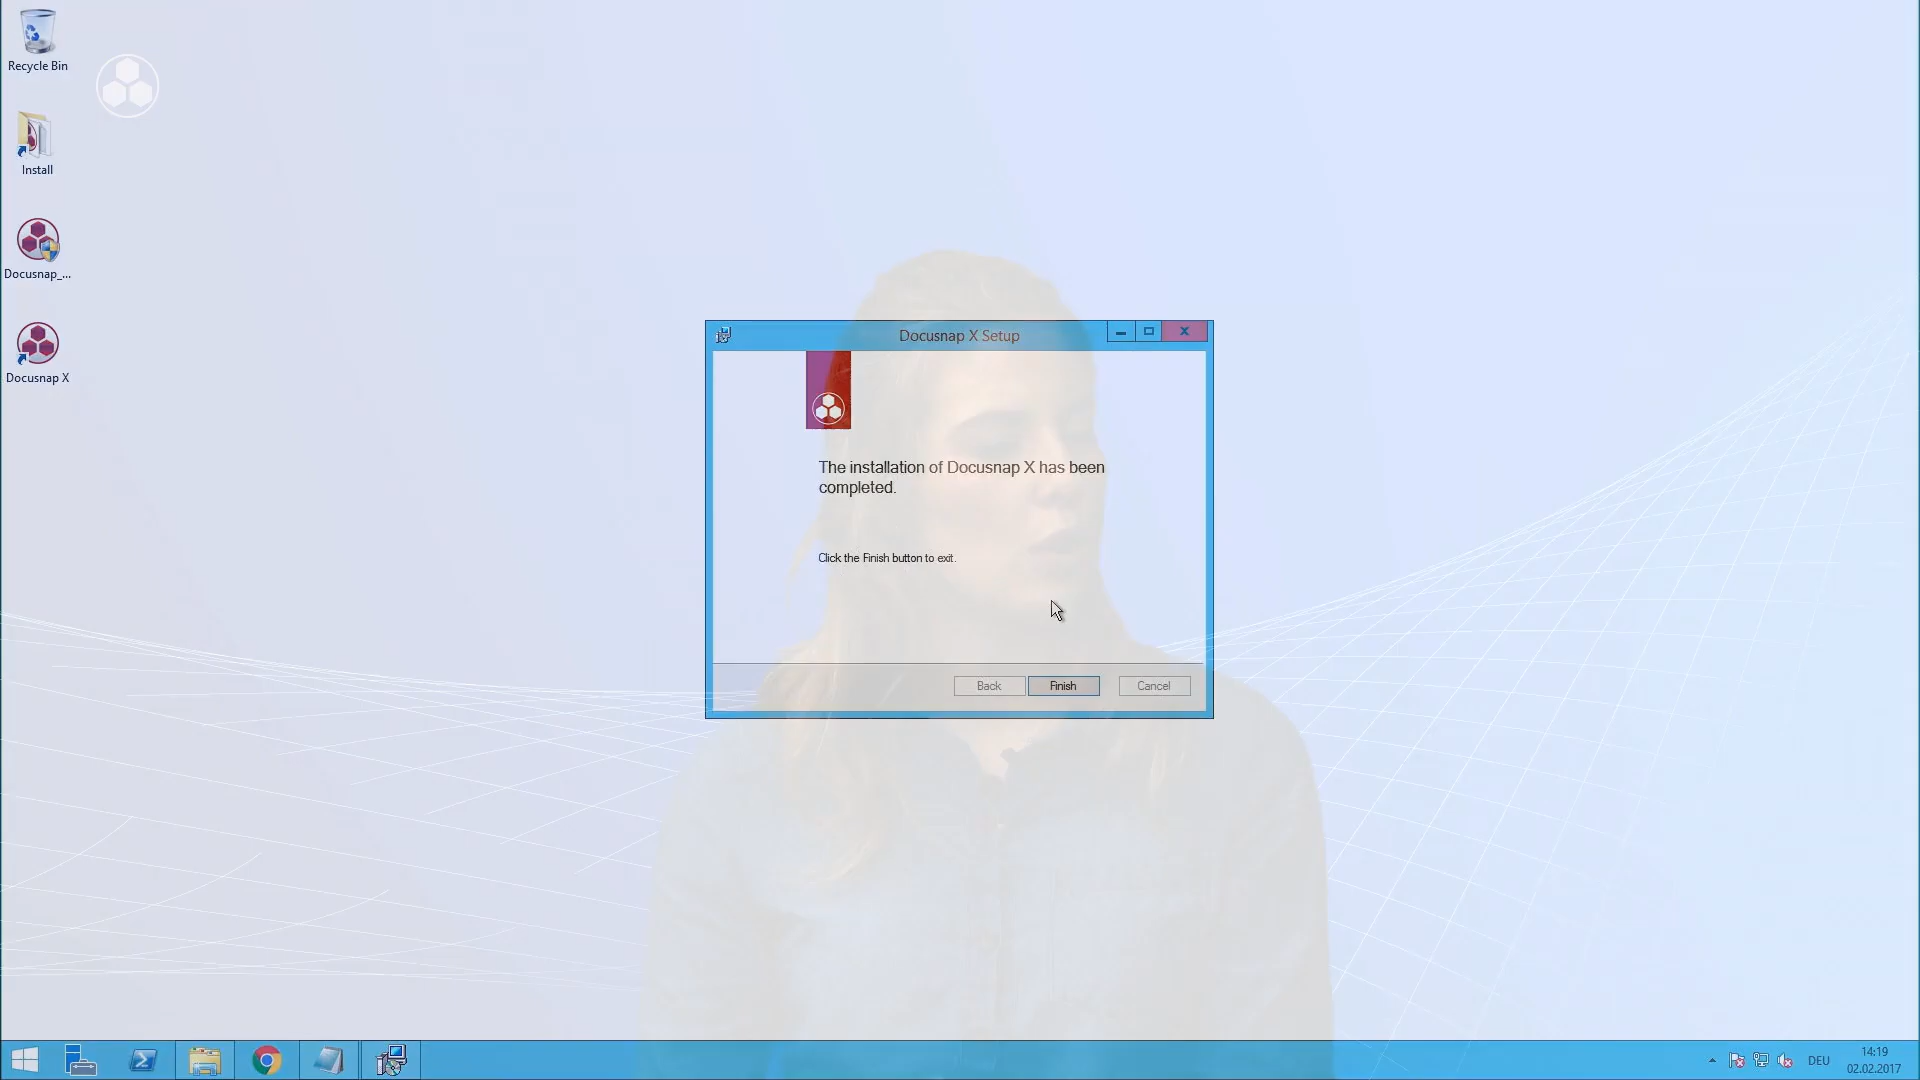 Recycle Bin
Install
Docusnap_...
Docusnap X
Docusnap X Setup
The installation of Docusnap X has been
completed.
Click the Finish button to exit.
Back
Finish
Cancel
DEU
14:19
02.02.2017